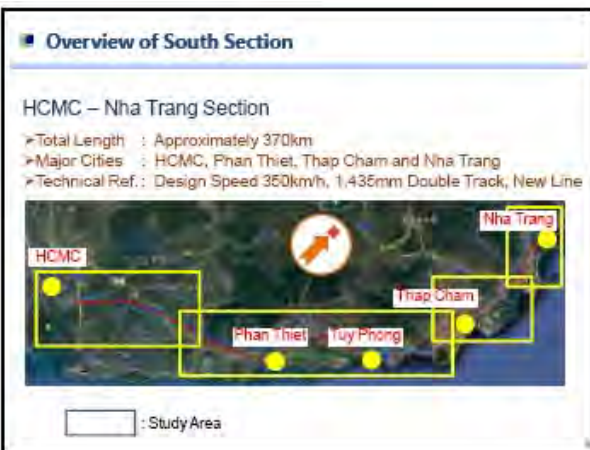 Overview of South Section
HCMC – Nha Trang Section
➢Total Length : Approximately 370km
➢Major Cities : HCMC, Phan Thiet, Thap Cham and Nha Trang
➢Technical Ref.: Design Speed 350km/h, 1,435mm Double Track, New Line
Nha Trang
HCMC
Thap Cham
Phan Thiet
Tuy Phong
: Study Area